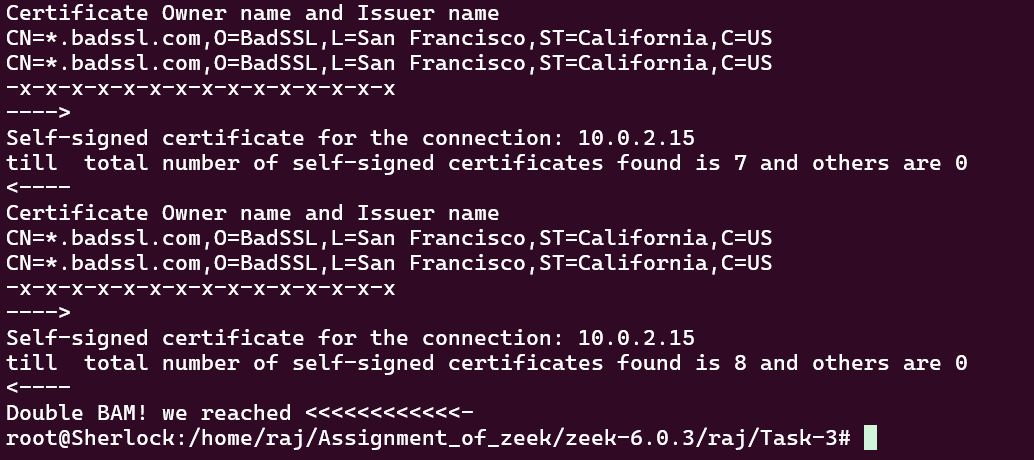 Certificate Owner name and Issuer name
CN=*.badssl.com,O=BadSSL,L=San Francisco,ST=California,C=US
CN=*.badssl.com,O=BadSSL,L=San Francisco,ST=California,C=US
-x-x-x-x-x-x-x-x-x-x-x-x-x-x-x
---->
Self-signed certificate for the connection: 10.0.2.15
till  total number of self-signed certificates found is 7 and others are 0
<----
Certificate Owner name and Issuer name
CN=*.badssl.com,O=BadSSL,L=San Francisco,ST=California,C=US
CN=*.badssl.com,O=BadSSL,L=San Francisco,ST=California,C=US
-x-x-x-x-x-x-x-x-x-x-x-x-x-x-x
---->
Self-signed certificate for the connection: 10.0.2.15
till  total number of self-signed certificates found is 8 and others are 0
<----
Double BAM! we reached <<<<<<<<<<<<-
root@Sherlock:/home/raj/Assignment_of_zeek/zeek-6.0.3/raj/Task-3#